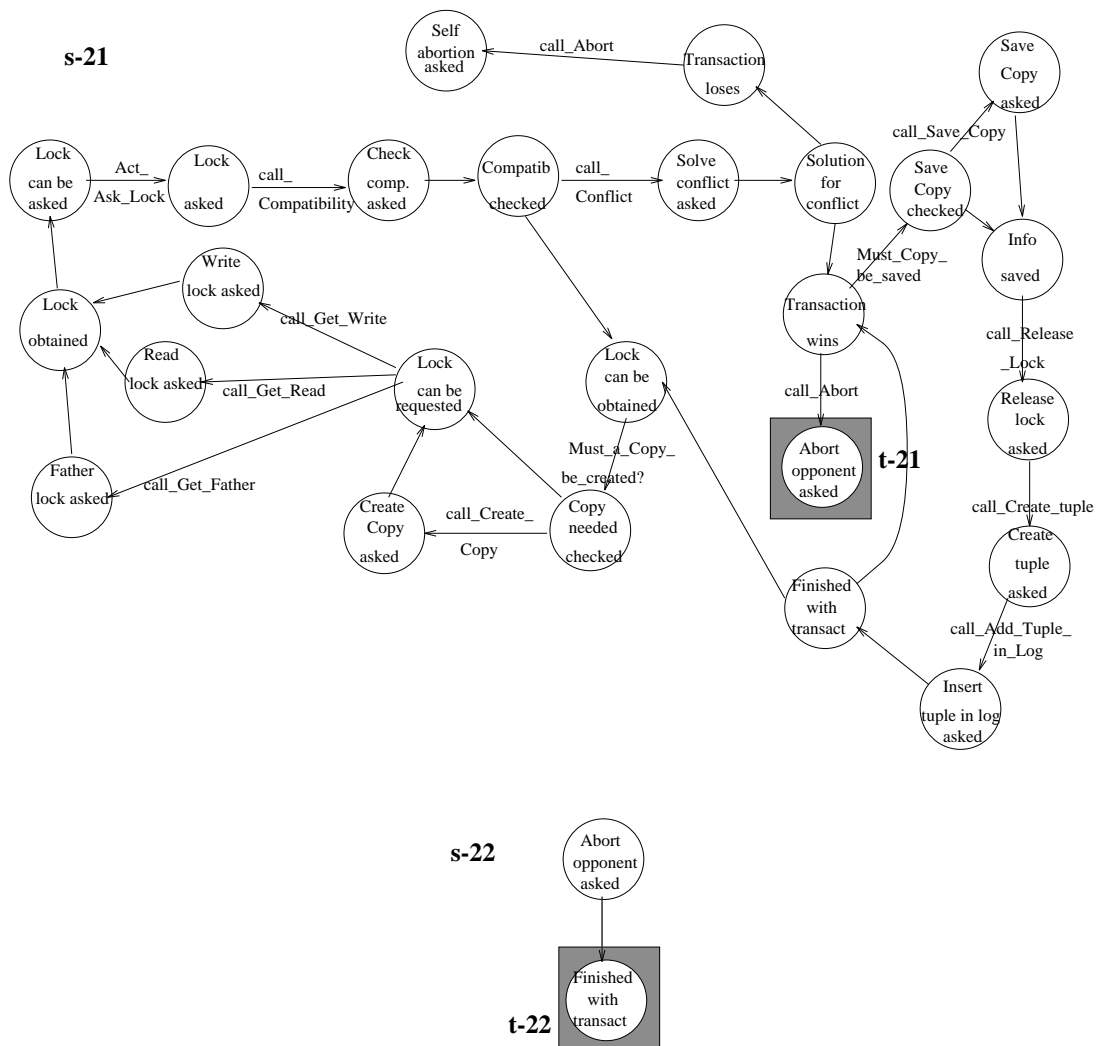 s-21
Self
abortion
asked
call_Abort
Transaction
loses
Save
Copy
asked
call_Save_Copy
Lock
can be
asked
Act_
Ask_Lock
Lock
asked
call_
Compatibility
Check
comp.
asked
Compatib
checked
call_
Conflict
Solve
conflict
asked
Solution
for
conflict
Save
Copy
checked
Must_Copy_
be_saved
Info
saved
Write
lock asked
Lock
obtained
call_Get_Write
Read
lock asked
call_Get_Read
Lock
can be
requested
Lock
can be
obtained
Transaction
wins
call_Abort
call_Release
_Lock
Release
lock
asked
Father
lock asked
call_Get_Father
Must_a_Copy_
be_created?
Abort
opponent
asked
t-21
Create
Copy
asked
call_Create_
Copy
Copy
needed
checked
call_Create_tuple
Create
tuple
asked
Finished
with
transact
call_Add_Tuple_
in_Log
Insert
tuple in log
asked
s-22
Abort
opponent
asked
Finished
with
transact
t-22